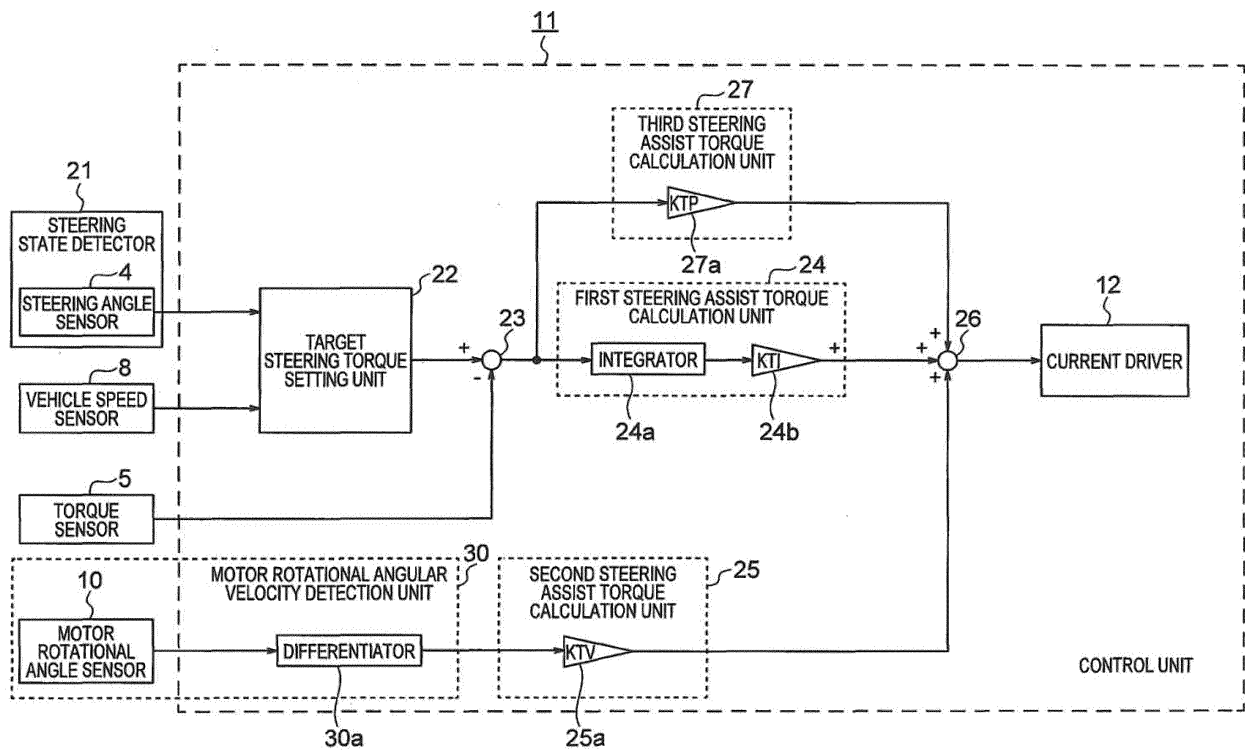 11
27
THIRD STEERING
ASSIST TORQUE
CALCULATION UNIT
KTP
27a
21
STEERING
STATE DETECTOR
4
STEERING ANGLE
SENSOR
8
VEHICLE SPEED
SENSOR
5
TORQUE
SENSOR
22
TARGET
STEERING TORQUE
SETTING UNIT
+
-
23
24
FIRST STEERING ASSIST TORQUE
CALCULATION UNIT
INTEGRATOR
24a
KTI
24b
+
+
+
+
26
12
CURRENT DRIVER
30
MOTOR ROTATIONAL ANGULAR
VELOCITY DETECTION UNIT
10
MOTOR
ROTATIONAL
ANGLE SENSOR
DIFFERENTIATOR
30a
25
SECOND STEERING
ASSIST TORQUE
CALCULATION UNIT
KTV
25a
CONTROL UNIT